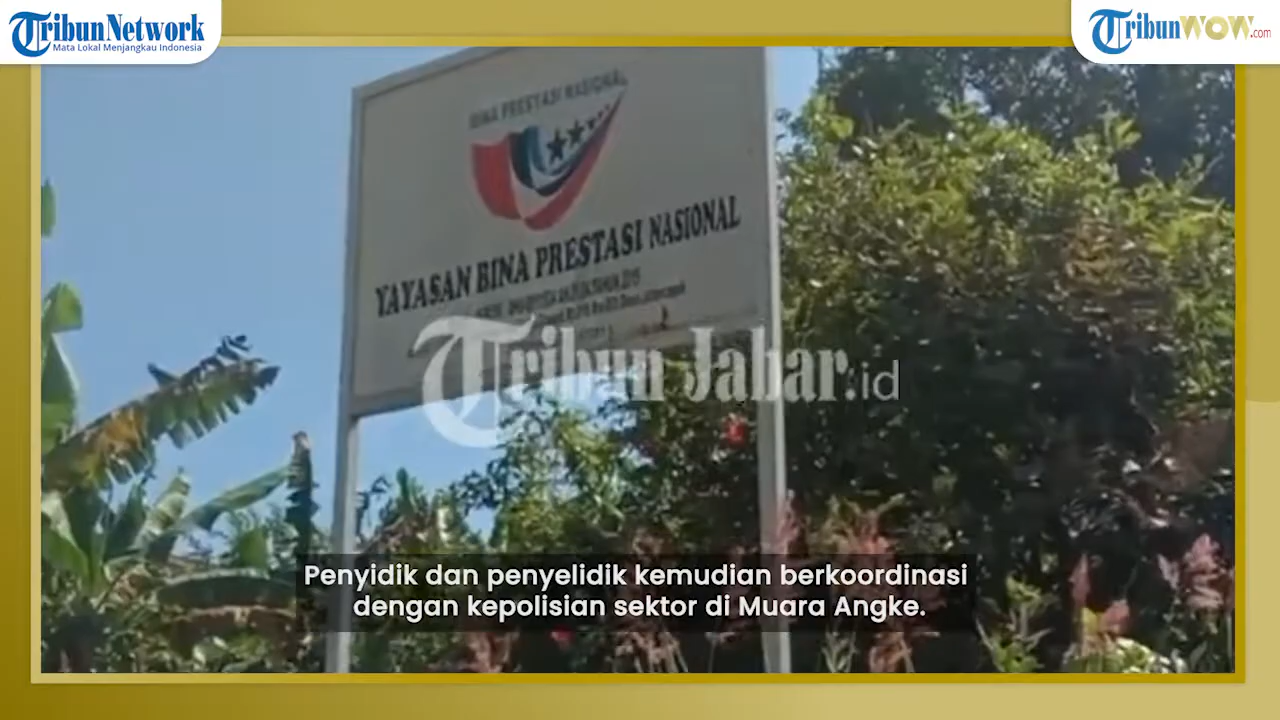 TribunNetwork
Mata Lokal Menjangkau Indonesia
TribunWOW.com
BINA PRESTASI NASIONAL
YAYASAN BINA PRESTASI NASIONAL
Tribun Jabar.id
Penyidik dan penyelidik kemudian berkoordinasi
dengan kepolisian sektor di Muara Angke.